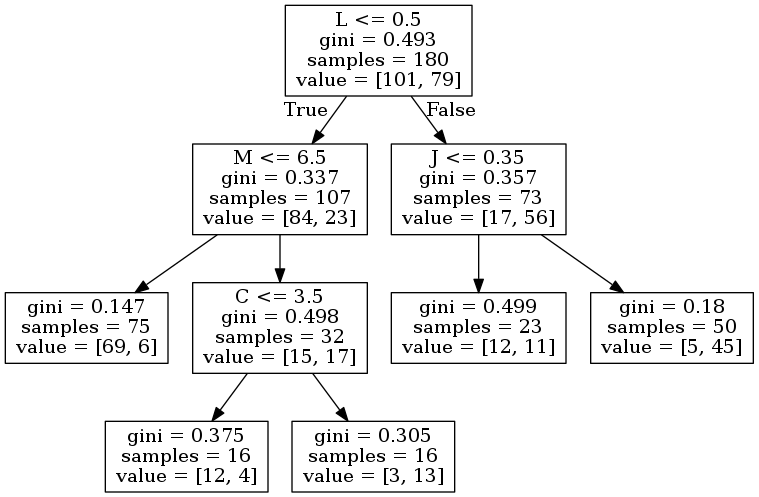 L <= 0.5
gini = 0.493
samples = 180
value = [101, 79]
True
False
M <= 6.5
gini = 0.337
samples = 107
value = [84, 23]
J <= 0.35
gini = 0.357
samples = 73
value = [17, 56]
gini = 0.147
samples = 75
value = [69, 6]
C <= 3.5
gini = 0.498
samples = 32
value = [15, 17]
gini = 0.499
samples = 23
value = [12, 11]
gini = 0.18
samples = 50
value = [5, 45]
gini = 0.375
samples = 16
value = [12, 4]
gini = 0.305
samples = 16
value = [3, 13]